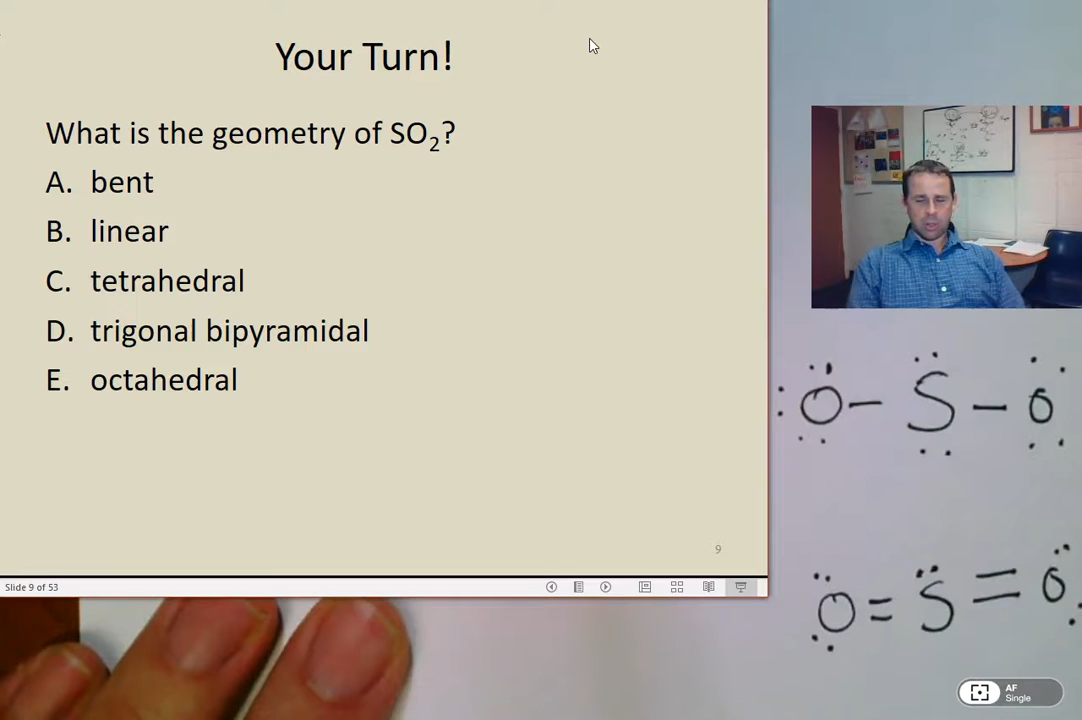 Your Turn!
What is the geometry of SO₂?
A. bent
B. linear
C. tetrahedral
D. trigonal bipyramidal
E. octahedral
9
Slide 9 of 53
O − S − O
O = S = O
AF
Single